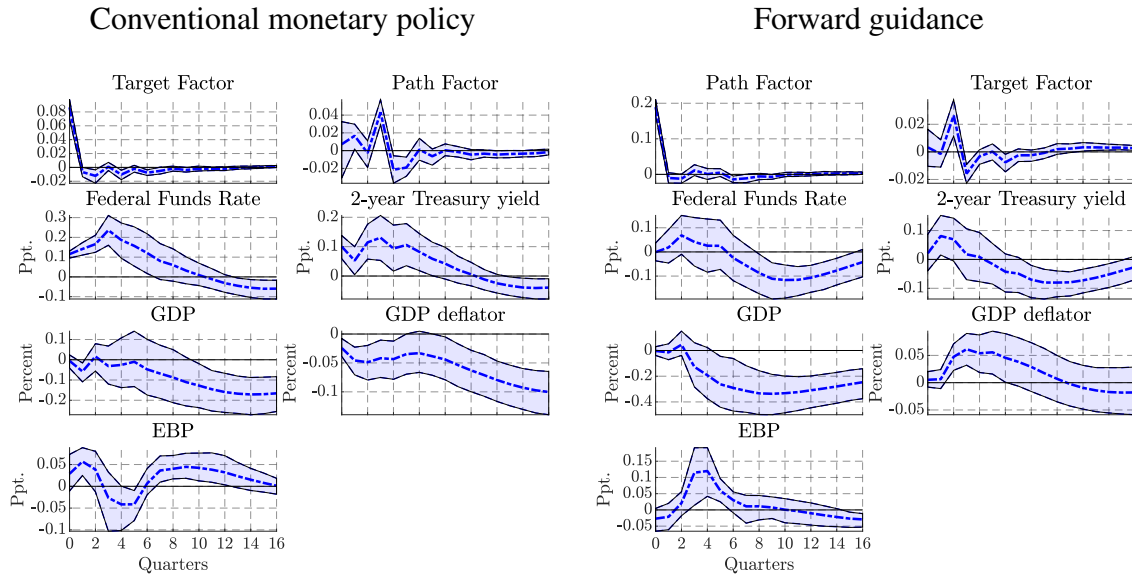 Conventional monetary policy
Forward guidance
Target Factor
Path Factor
Path Factor
Target Factor
0.08
0.06
0.04
0.02
0
-0.02
0.04
0.02
0
-0.02
0.2
0.1
0
0.02
0
-0.02
Federal Funds Rate
2-year Treasury yield
Federal Funds Rate
2-year Treasury yield
Ppt.
0.3
0.2
0.1
0
-0.1
0.2
0.1
0
Ppt.
0.1
0
-0.1
0.1
0
-0.1
GDP
GDP deflator
GDP
GDP deflator
Percent
0.1
0
-0.1
-0.2
0
-0.05
-0.1
Percent
0
-0.2
-0.4
0.05
0
-0.05
EBP
EBP
Ppt.
0.05
0
-0.05
-0.1
Ppt.
0.15
0.1
0.05
0
-0.05
0 2 4 6 8 10 12 14 16
0 2 4 6 8 10 12 14 16
Quarters
Quarters